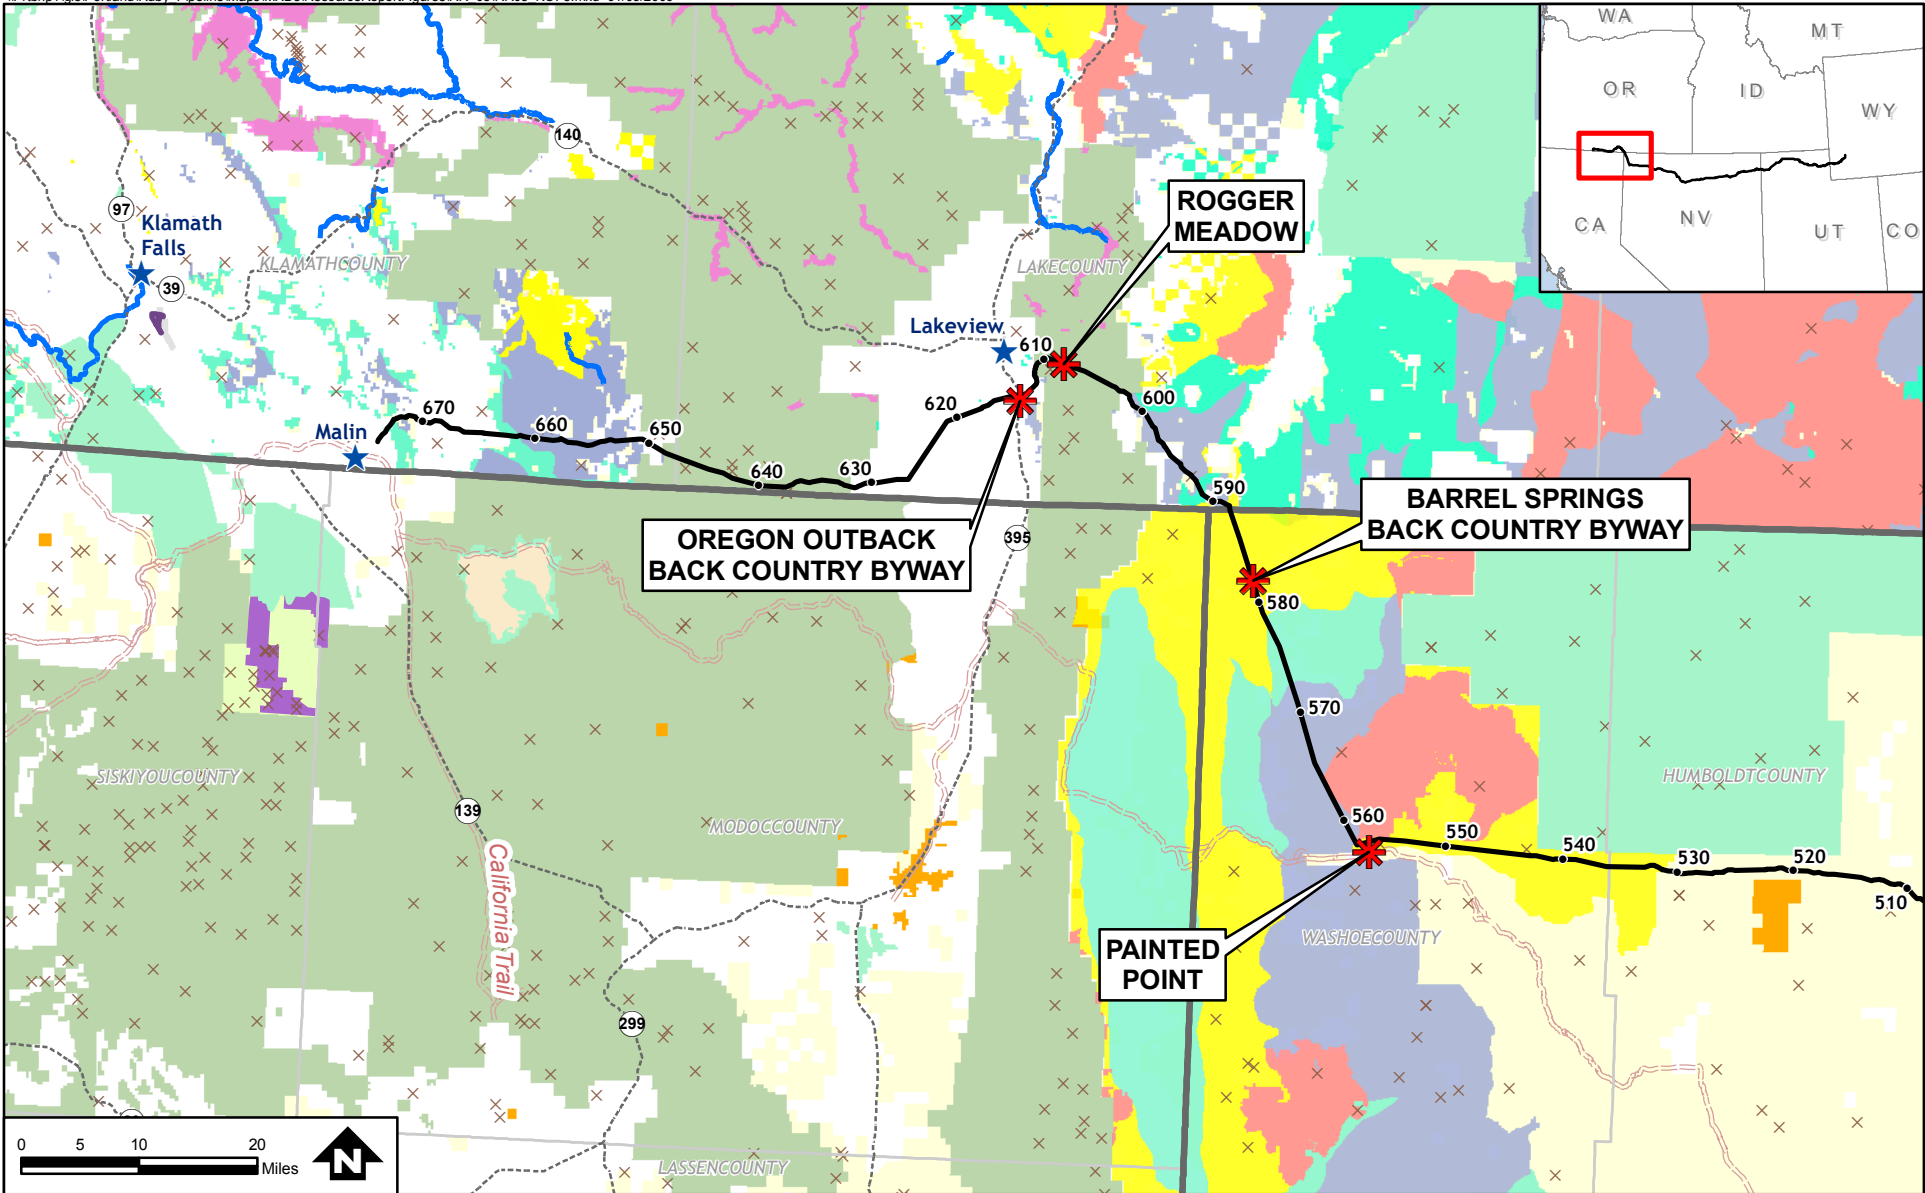 WA
MT
OR
ID
WY
CA
NV
UT
CO
140
97
Klamath
Falls
39
KLAMATHCOUNTY
ROGGER
MEADOW
LAKECOUNTY
Lakeview
610
600
620
670
660
650
640
630
590
Malin
OREGON OUTBACK
BACK COUNTRY BYWAY
395
BARREL SPRINGS
BACK COUNTRY BYWAY
580
570
560
550
540
530
520
510
SISKIYOUCOUNTY
139
MODOCCOUNTY
HUMBOLDTCOUNTY
California Trail
PAINTED
POINT
WASHOECOUNTY
299
LASSENCOUNTY
0 5 10 20
Miles
N